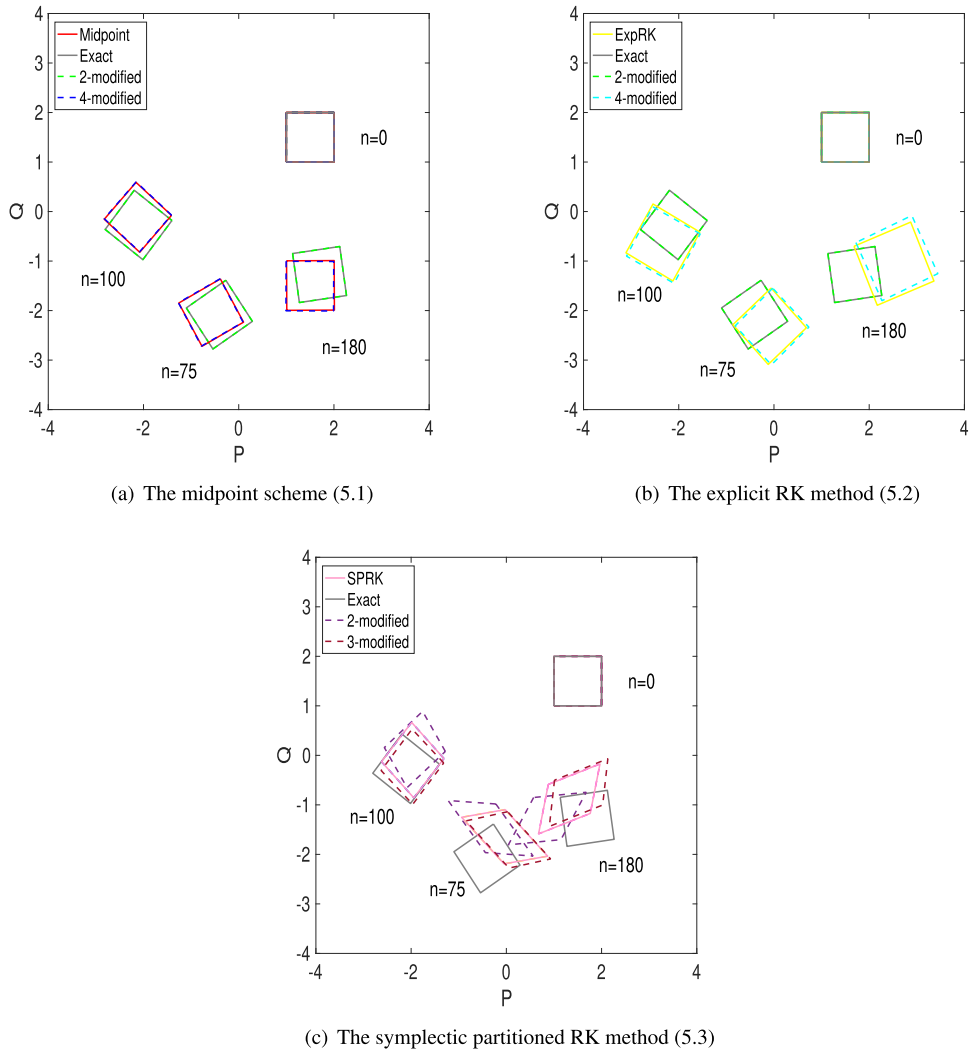 4
3
2
1
0
-1
-2
-3
-4
-4
-2
0
2
4
Q
P
Midpoint
Exact
2-modified
4-modified
n=0
n=100
n=75
n=180
(a) The midpoint scheme (5.1)
4
3
2
1
0
-1
-2
-3
-4
-4
-2
0
2
4
Q
P
ExpRK
Exact
2-modified
4-modified
n=0
n=100
n=75
n=180
(b) The explicit RK method (5.2)
4
3
2
1
0
-1
-2
-3
-4
-4
-2
0
2
4
Q
P
SPRK
Exact
2-modified
3-modified
n=0
n=100
n=75
n=180
(c) The symplectic partitioned RK method (5.3)